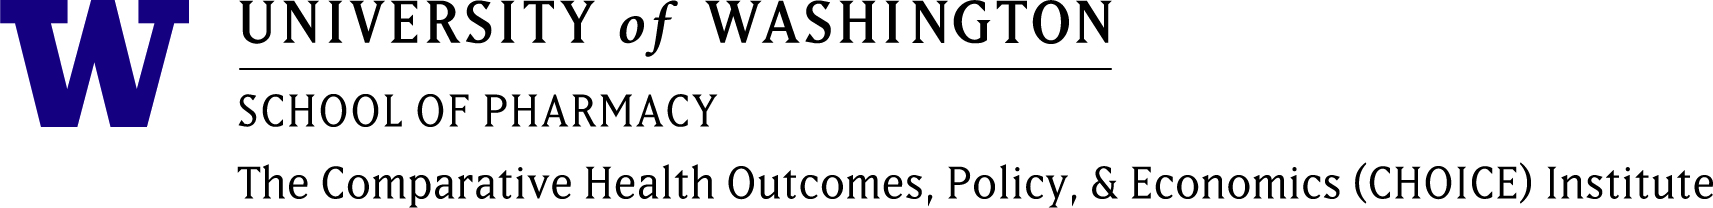 W
UNIVERSITY of WASHINGTON
SCHOOL OF PHARMACY
The Comparative Health Outcomes, Policy, & Economics (CHOICE) Institute